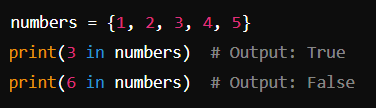 numbers = {1, 2, 3, 4, 5}
print(3 in numbers)  # Output: True
print(6 in numbers)  # Output: False